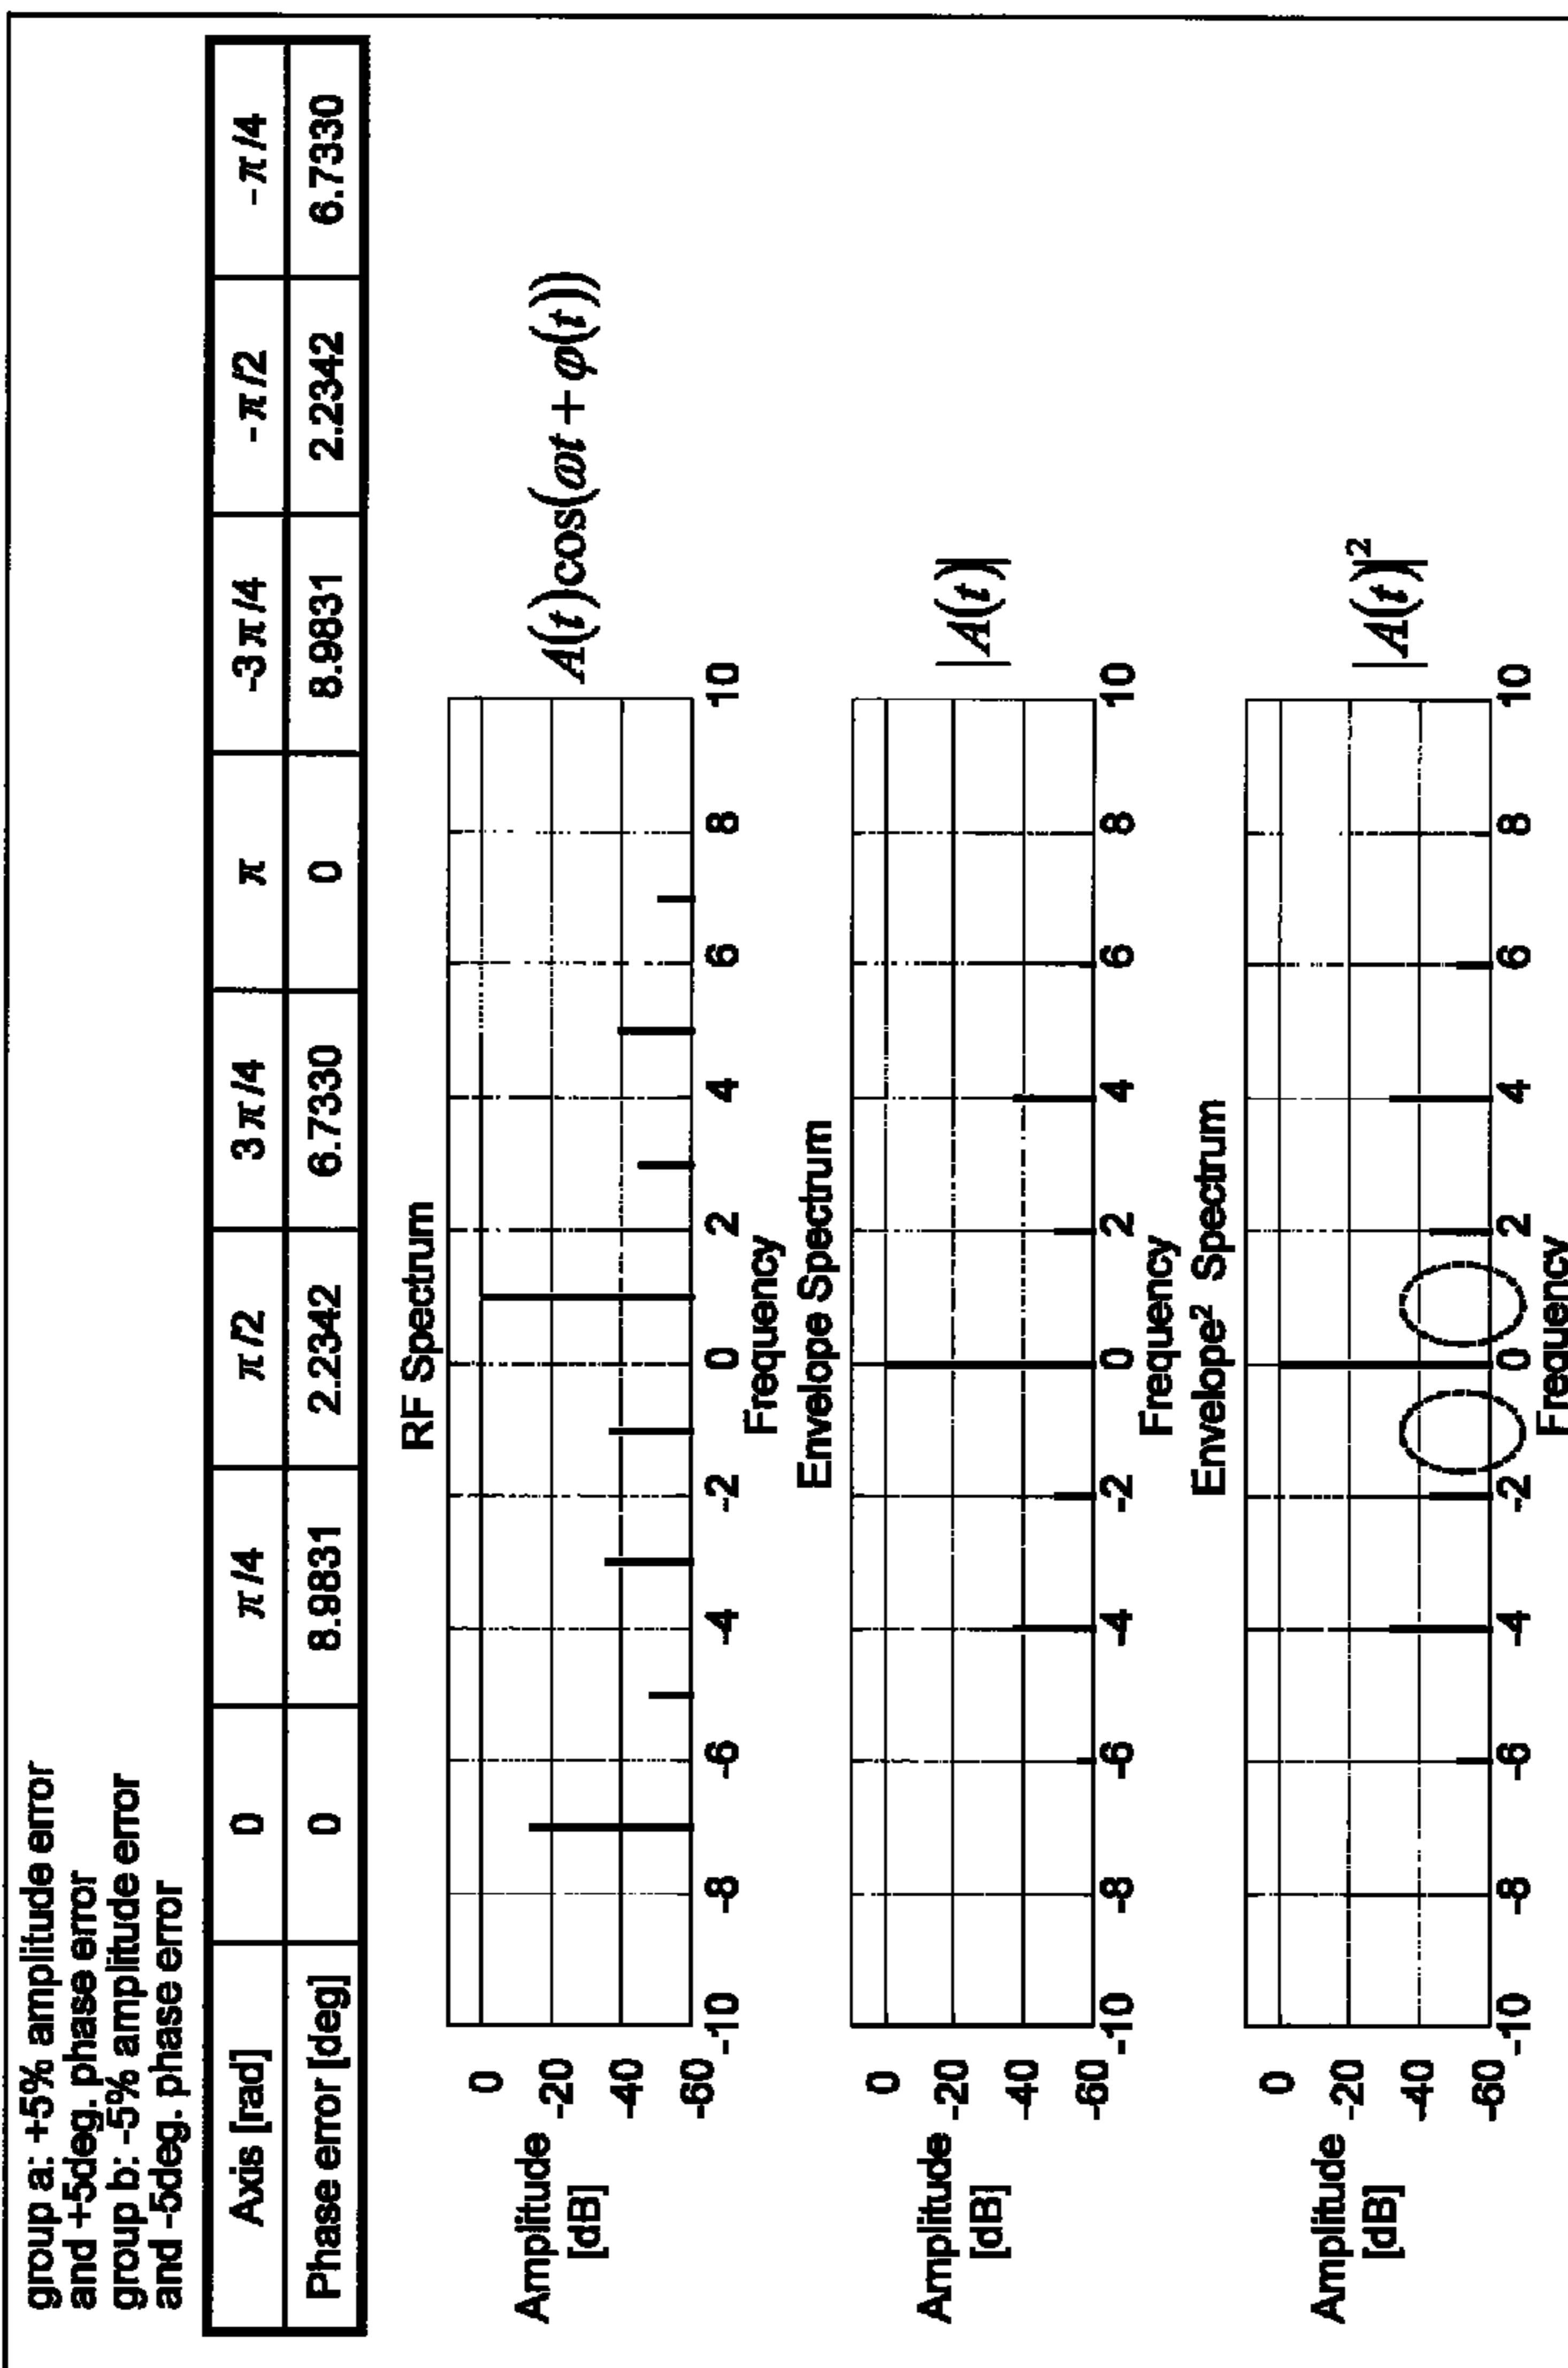 group a: +5% amplitude error
and +5deg. phase error
group b: -5% amplitude error
and -5deg. phase error
Axis [rad] 0 π/4 π/2 3π/4 π -3π/4 -π/2 -π/4
Phase error [deg] 0 8.9831 2.2342 6.7330 0 8.9831 2.2342 6.7330
RF Spectrum
Amplitude
[dB]
0
-20
-40
-60
-10 -8 -6 -4 -2 0 2 4 6 8 10
Frequency
A(t)cos(ωt + φ(t))
Envelope Spectrum
Amplitude
[dB]
0
-20
-40
-60
-10 -8 -6 -4 -2 0 2 4 6 8 10
Frequency
|A(t)|
Envelope² Spectrum
Amplitude
[dB]
0
-20
-40
-60
-10 -8 -6 -4 -2 0 2 4 6 8 10
Frequency
|A(t)|²